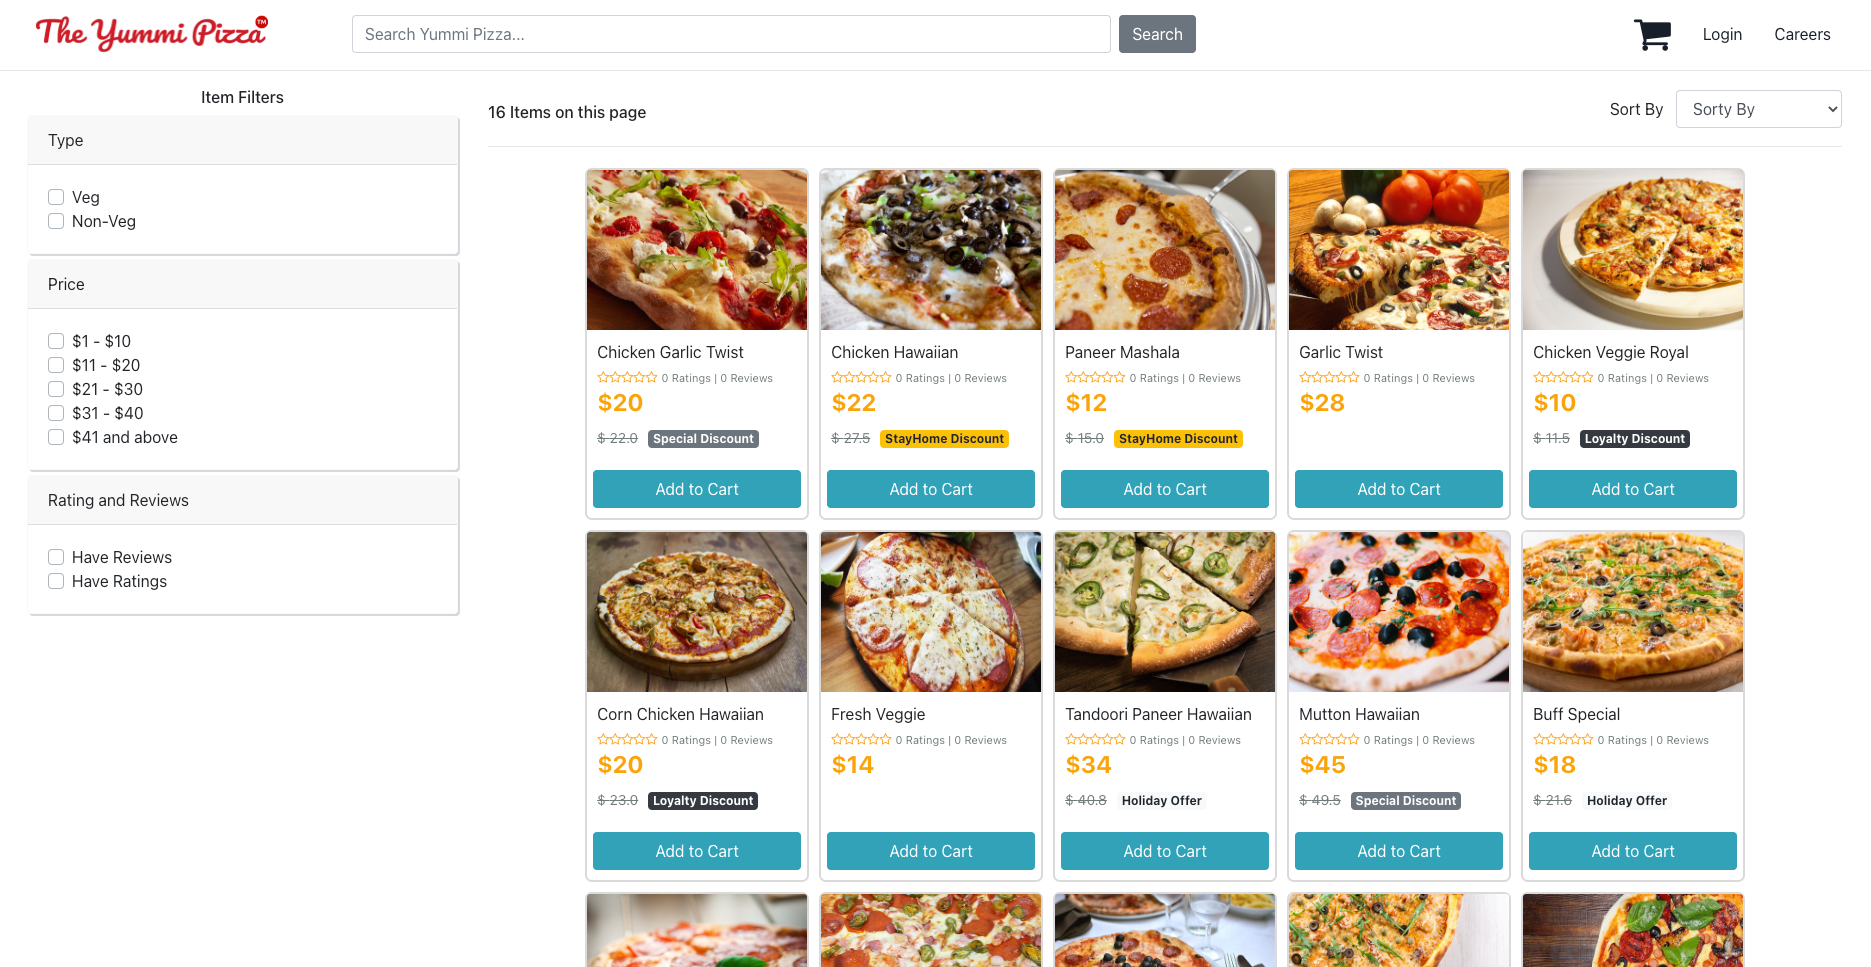 The Yummi Pizza TM
Search Yummi Pizza...
Search
Login
Careers
Item Filters
Type
Veg
Non-Veg
Price
$1 - $10
$11 - $20
$21 - $30
$31 - $40
$41 and above
Rating and Reviews
Have Reviews
Have Ratings
16 Items on this page
Sort By
Sorty By
Chicken Garlic Twist
0 Ratings | 0 Reviews
$20
$ 22.0 Special Discount
Add to Cart
Chicken Hawaiian
0 Ratings | 0 Reviews
$22
$ 27.5 StayHome Discount
Add to Cart
Paneer Mashala
0 Ratings | 0 Reviews
$12
$ 15.0 StayHome Discount
Add to Cart
Garlic Twist
0 Ratings | 0 Reviews
$28
Add to Cart
Chicken Veggie Royal
0 Ratings | 0 Reviews
$10
$ 11.5 Loyalty Discount
Add to Cart
Corn Chicken Hawaiian
0 Ratings | 0 Reviews
$20
$ 23.0 Loyalty Discount
Add to Cart
Fresh Veggie
0 Ratings | 0 Reviews
$14
Add to Cart
Tandoori Paneer Hawaiian
0 Ratings | 0 Reviews
$34
$ 40.8 Holiday Offer
Add to Cart
Mutton Hawaiian
0 Ratings | 0 Reviews
$45
$ 49.5 Special Discount
Add to Cart
Buff Special
0 Ratings | 0 Reviews
$18
$ 21.6 Holiday Offer
Add to Cart